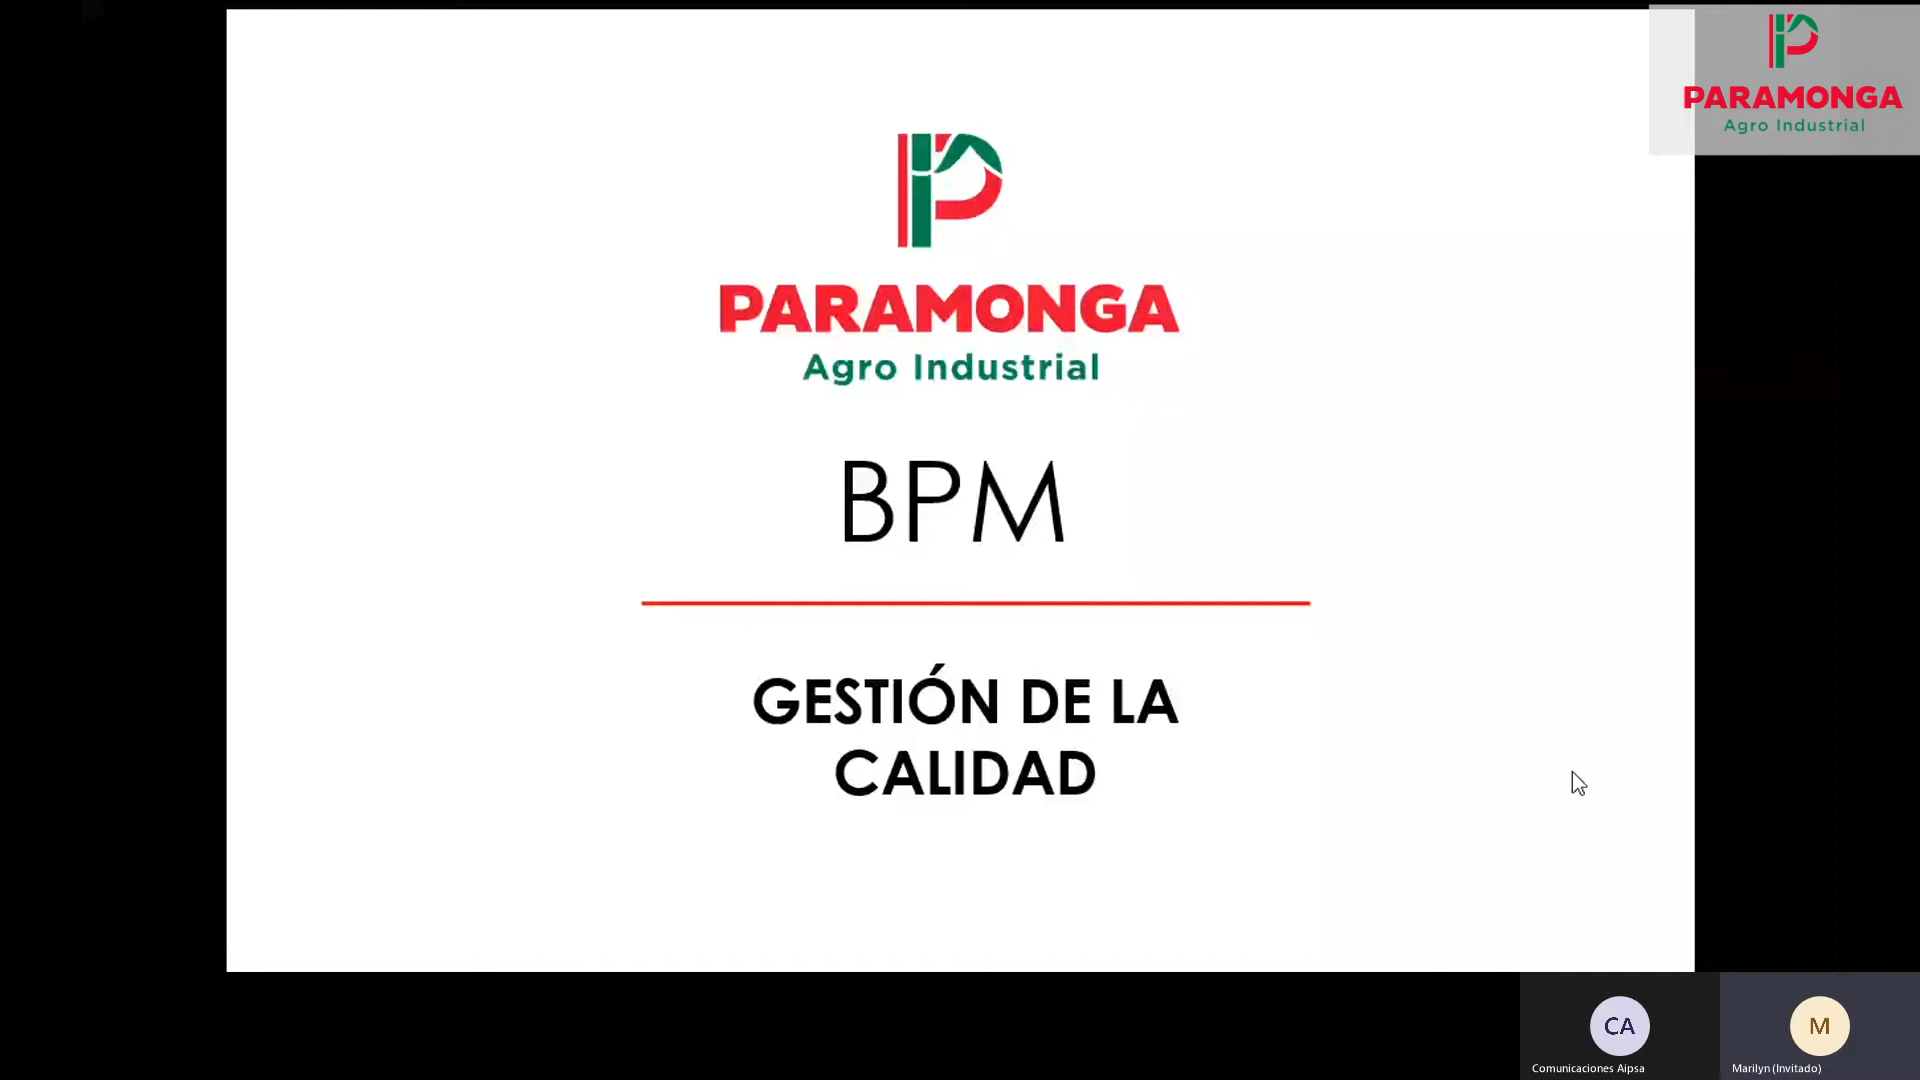 PARAMONGA
Agro Industrial
PARAMONGA
Agro Industrial
BPM
GESTIÓN DE LA
CALIDAD
CA
M
Comunicaciones Aipsa
Marilyn (Invitado)